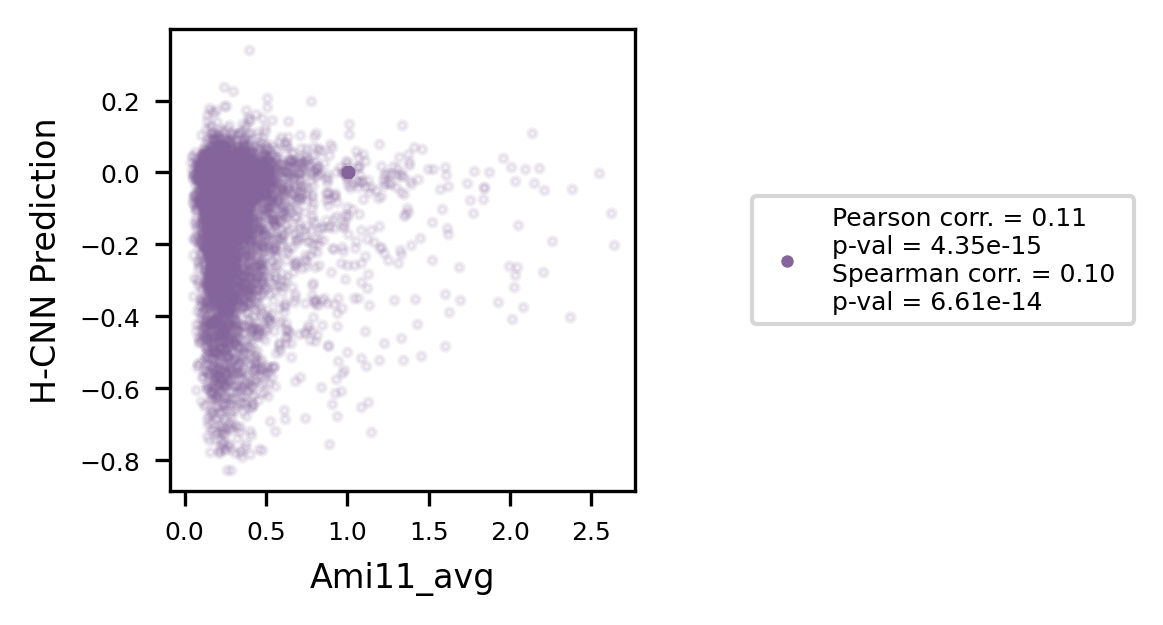 H-CNN Prediction
0.2
0.0
−0.2
−0.4
−0.6
−0.8
0.0 0.5 1.0 1.5 2.0 2.5
Ami11_avg
Pearson corr. = 0.11
p-val = 4.35e-15
Spearman corr. = 0.10
p-val = 6.61e-14